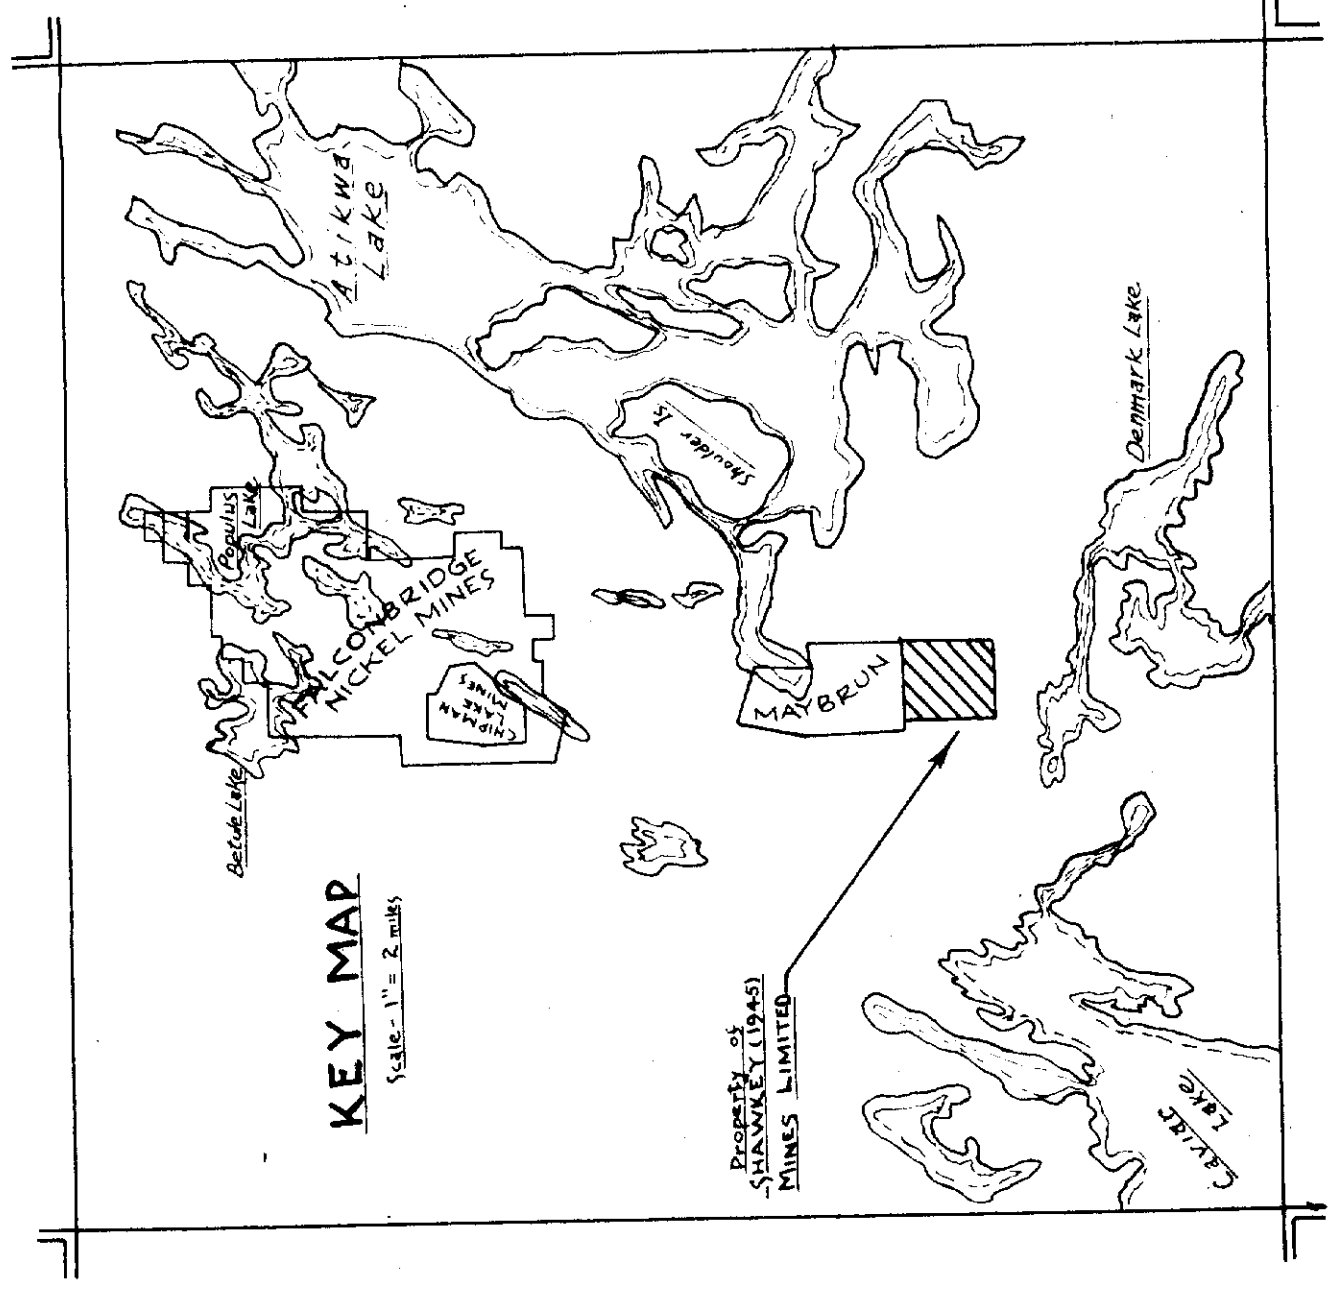 Atikwa
Lake
Shoulder Is
Denmark Lake
Populus
Lake
FALCONBRIDGE
NICKEL MINES
CHIPMAN
LAKE
MINES
MAYBRUN
Betule Lake
KEY MAP
Scale - 1" = 2 miles
Property of
SHAWKEY (1945)
MINES LIMITED
Caviar
Lake